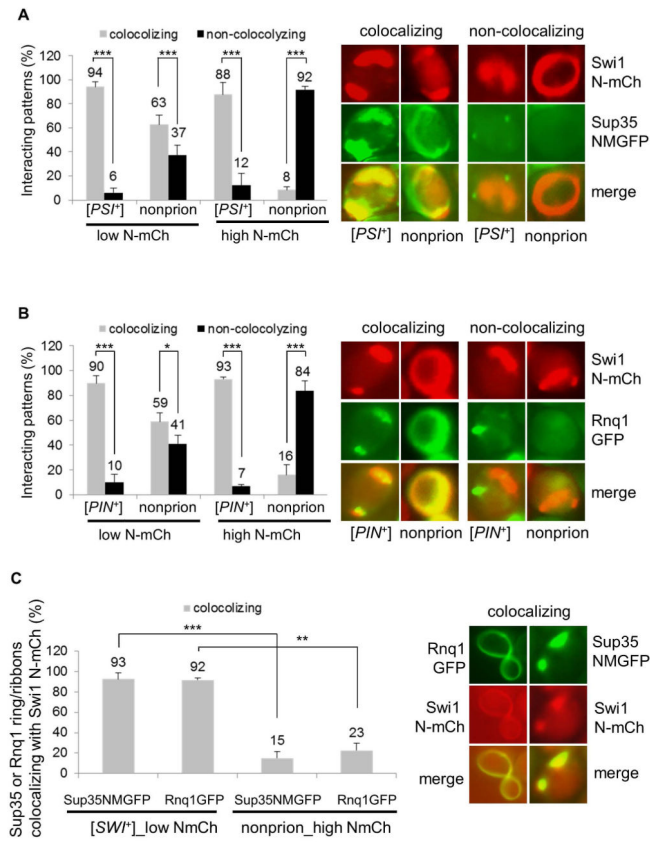 A
colocolizing non-colocolyzing
Interacting patterns (%)
120
100
80
60
40
20
0
*** *** *** ***
94 6 63 37 88 12 8 92
[PSI+] nonprion [PSI+] nonprion
low N-mCh high N-mCh
colocalizing non-colocalizing
Swi1
N-mCh
Sup35
NMGFP
merge
[PSI+] nonprion [PSI+] nonprion
B
colocolizing non-colocolyzing
Interacting patterns (%)
120
100
80
60
40
20
0
*** * *** ***
90 10 59 41 93 7 16 84
[PIN+] nonprion [PIN+] nonprion
low N-mCh high N-mCh
colocalizing non-colocalizing
Swi1
N-mCh
Rnq1
GFP
merge
[PIN+] nonprion [PIN+] nonprion
C
colocolizing
Sup35 or Rnq1 ring/ribbons
colocalizing with Swi1 N-mCh (%)
120
100
80
60
40
20
0
***
**
93 92 15 23
Sup35NMGFP Rnq1GFP Sup35NMGFP Rnq1GFP
[SWI+]_low NmCh nonprion_high NmCh
colocalizing
Rnq1
GFP
Sup35
NMGFP
Swi1
N-mCh
Swi1
N-mCh
merge merge